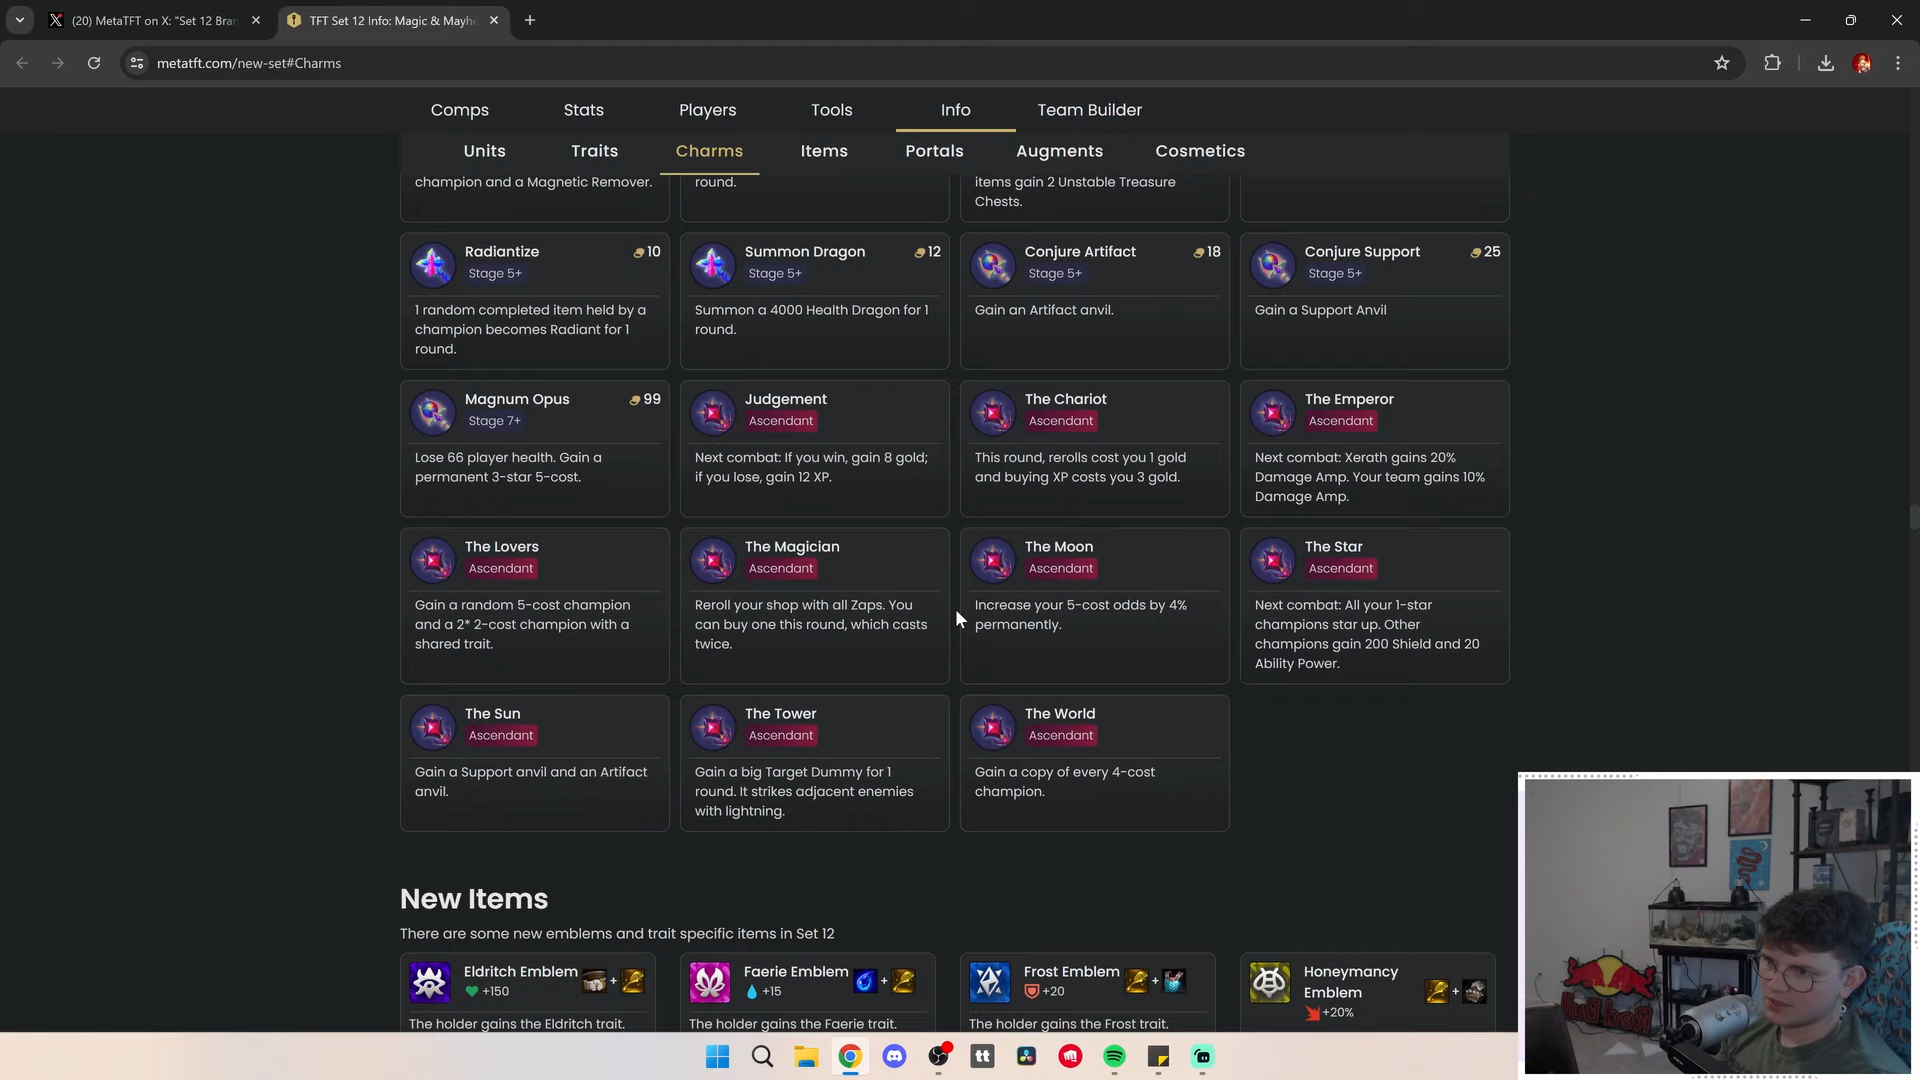 (20) MetaTFT on X: "Set 12 Bran
TFT Set 12 Info: Magic & Mayhe
metatft.com/new-set#Charms
Comps
Stats
Players
Tools
Info
Team Builder
Units
Traits
Charms
Items
Portals
Augments
Cosmetics
champion and a Magnetic Remover.
round.
items gain 2 Unstable Treasure
Chests.
Radiantize
10
Stage 5+
1 random completed item held by a
champion becomes Radiant for 1
round.
Summon Dragon
12
Stage 5+
Summon a 4000 Health Dragon for 1
round.
Conjure Artifact
18
Stage 5+
Gain an Artifact anvil.
Conjure Support
25
Stage 5+
Gain a Support Anvil
Magnum Opus
99
Stage 7+
Lose 66 player health. Gain a
permanent 3-star 5-cost.
Judgement
Ascendant
Next combat: If you win, gain 8 gold;
if you lose, gain 12 XP.
The Chariot
Ascendant
This round, rerolls cost you 1 gold
and buying XP costs you 3 gold.
The Emperor
Ascendant
Next combat: Xerath gains 20%
Damage Amp. Your team gains 10%
Damage Amp.
The Lovers
Ascendant
Gain a random 5-cost champion
and a 2* 2-cost champion with a
shared trait.
The Magician
Ascendant
Reroll your shop with all Zaps. You
can buy one this round, which casts
twice.
The Moon
Ascendant
Increase your 5-cost odds by 4%
permanently.
The Star
Ascendant
Next combat: All your 1-star
champions star up. Other
champions gain 200 Shield and 20
Ability Power.
The Sun
Ascendant
Gain a Support anvil and an Artifact
anvil.
The Tower
Ascendant
Gain a big Target Dummy for 1
round. It strikes adjacent enemies
with lightning.
The World
Ascendant
Gain a copy of every 4-cost
champion.
New Items
There are some new emblems and trait specific items in Set 12
Eldritch Emblem
+
+150
The holder gains the Eldritch trait.
Faerie Emblem
+
+15
The holder gains the Faerie trait.
Frost Emblem
+
+20
The holder gains the Frost trait.
Honeymancy
Emblem
+
+20%
tt
Red Bull